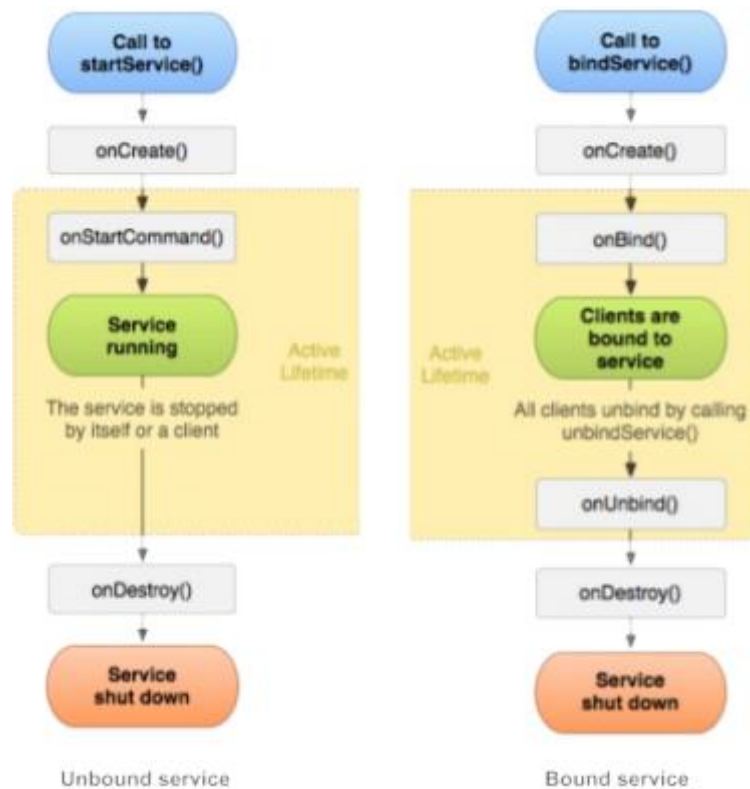 Call to
startService()
onCreate()
onStartCommand()
Service
running
Active
Lifetime
The service is stopped
by itself or a client
onDestroy()
Service
shut down
Unbound service
Call to
bindService()
onCreate()
onBind()
Clients are
bound to
service
Active
Lifetime
All clients unbind by calling
unbindService()
onUnbind()
onDestroy()
Service
shut down
Bound service